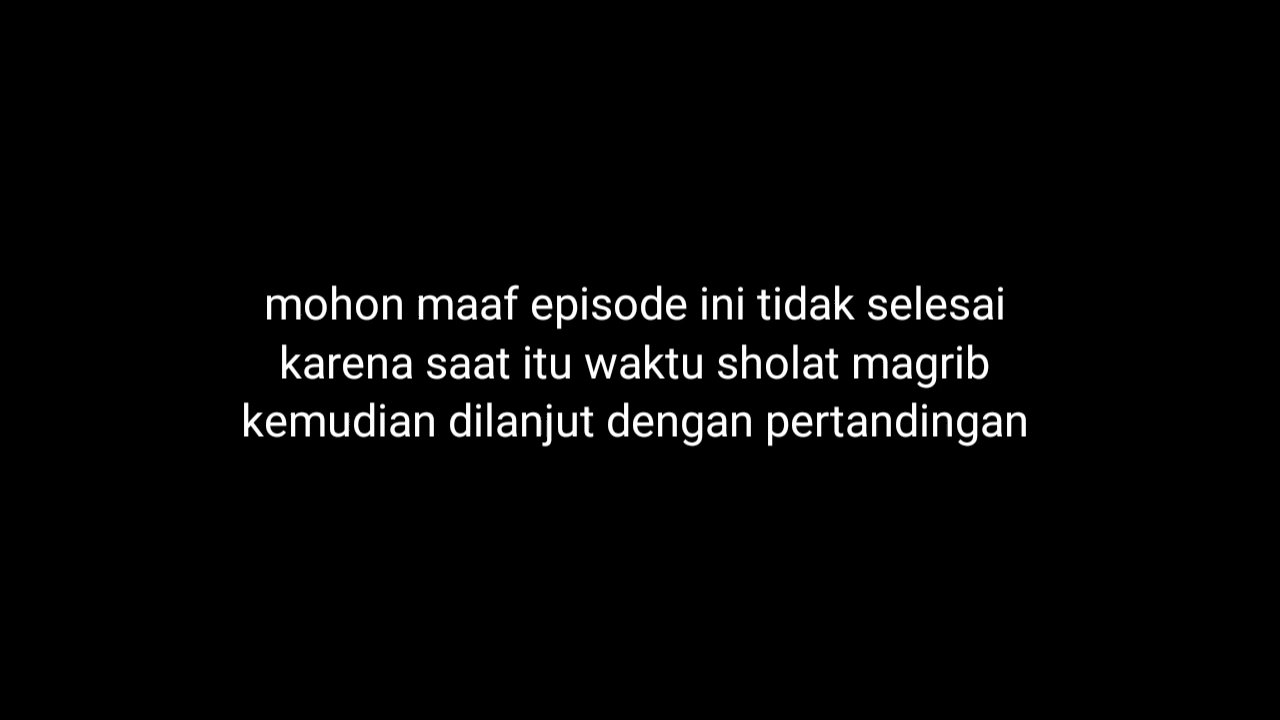 mohon maaf episode ini tidak selesai
karena saat itu waktu sholat magrib
kemudian dilanjut dengan pertandingan